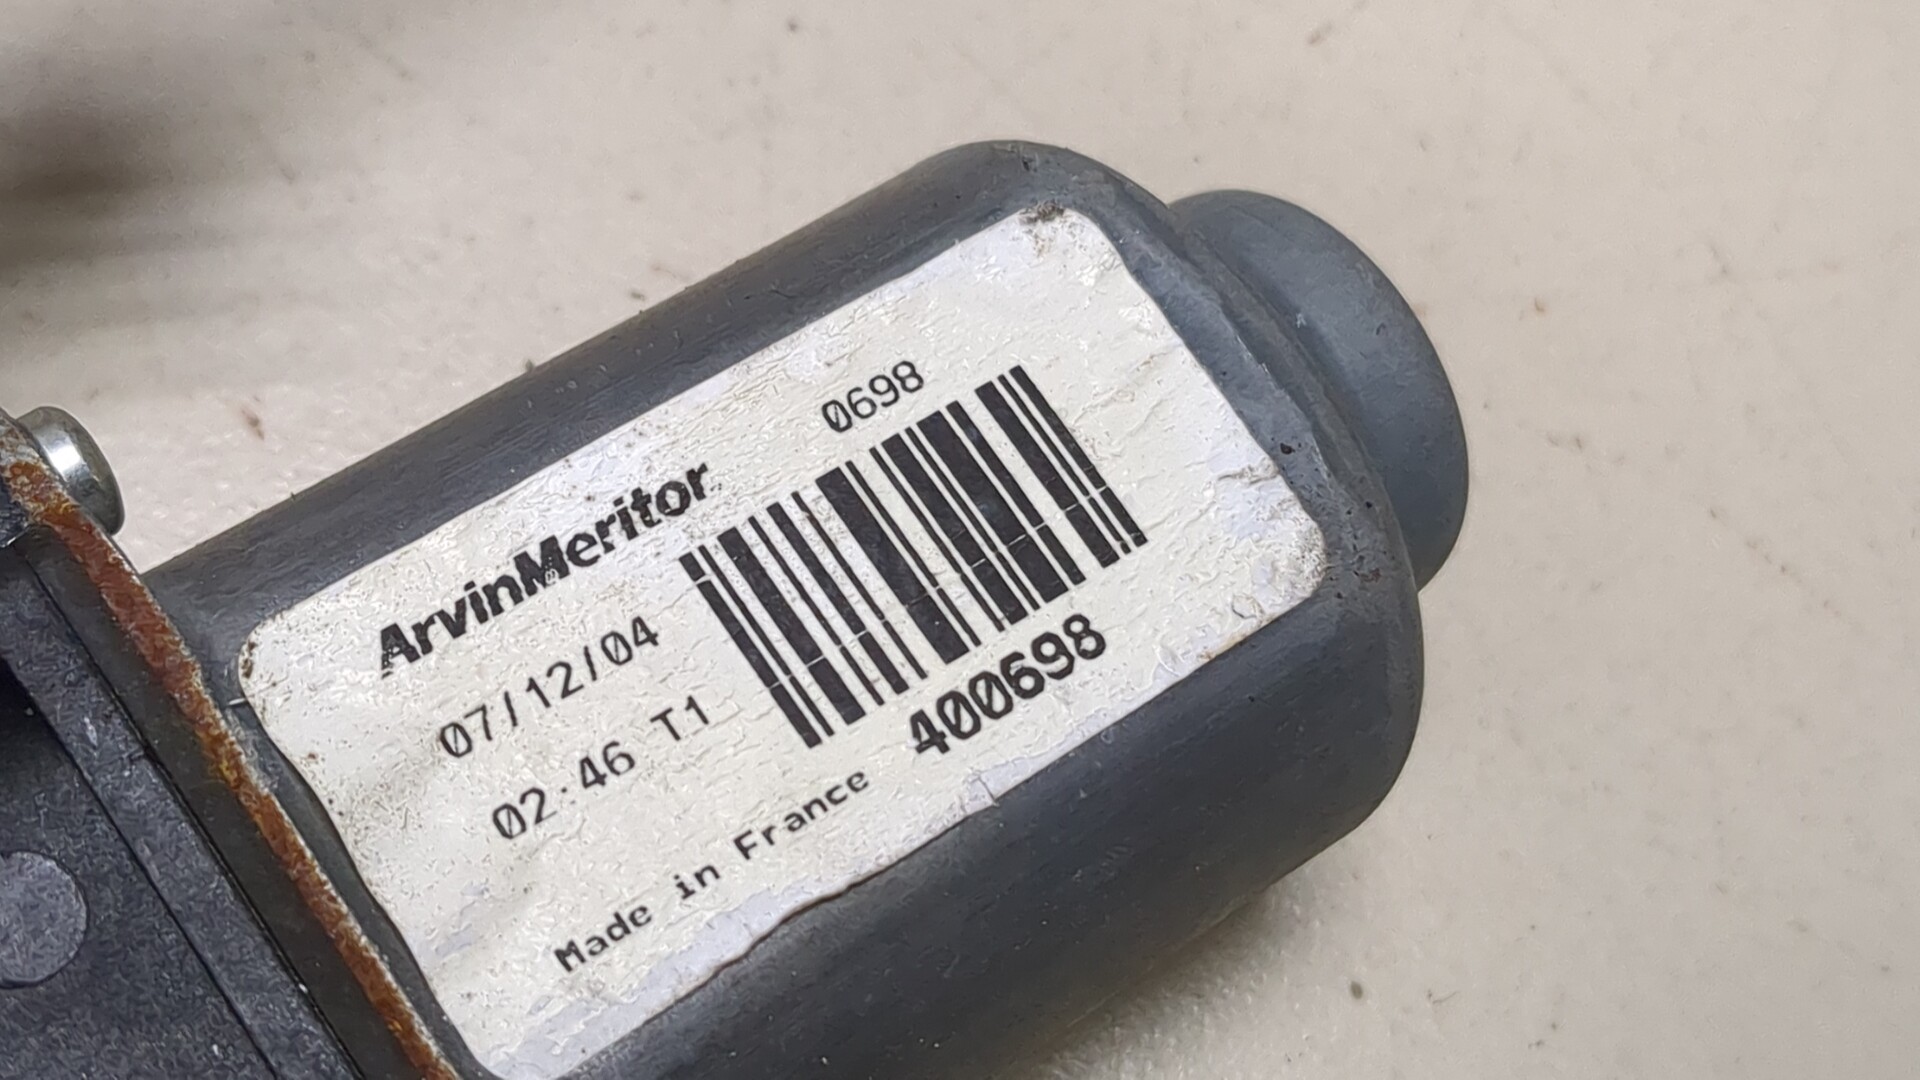 0698
ArvinMeritor
07/12/04
02:46 T1
400698
Made in France